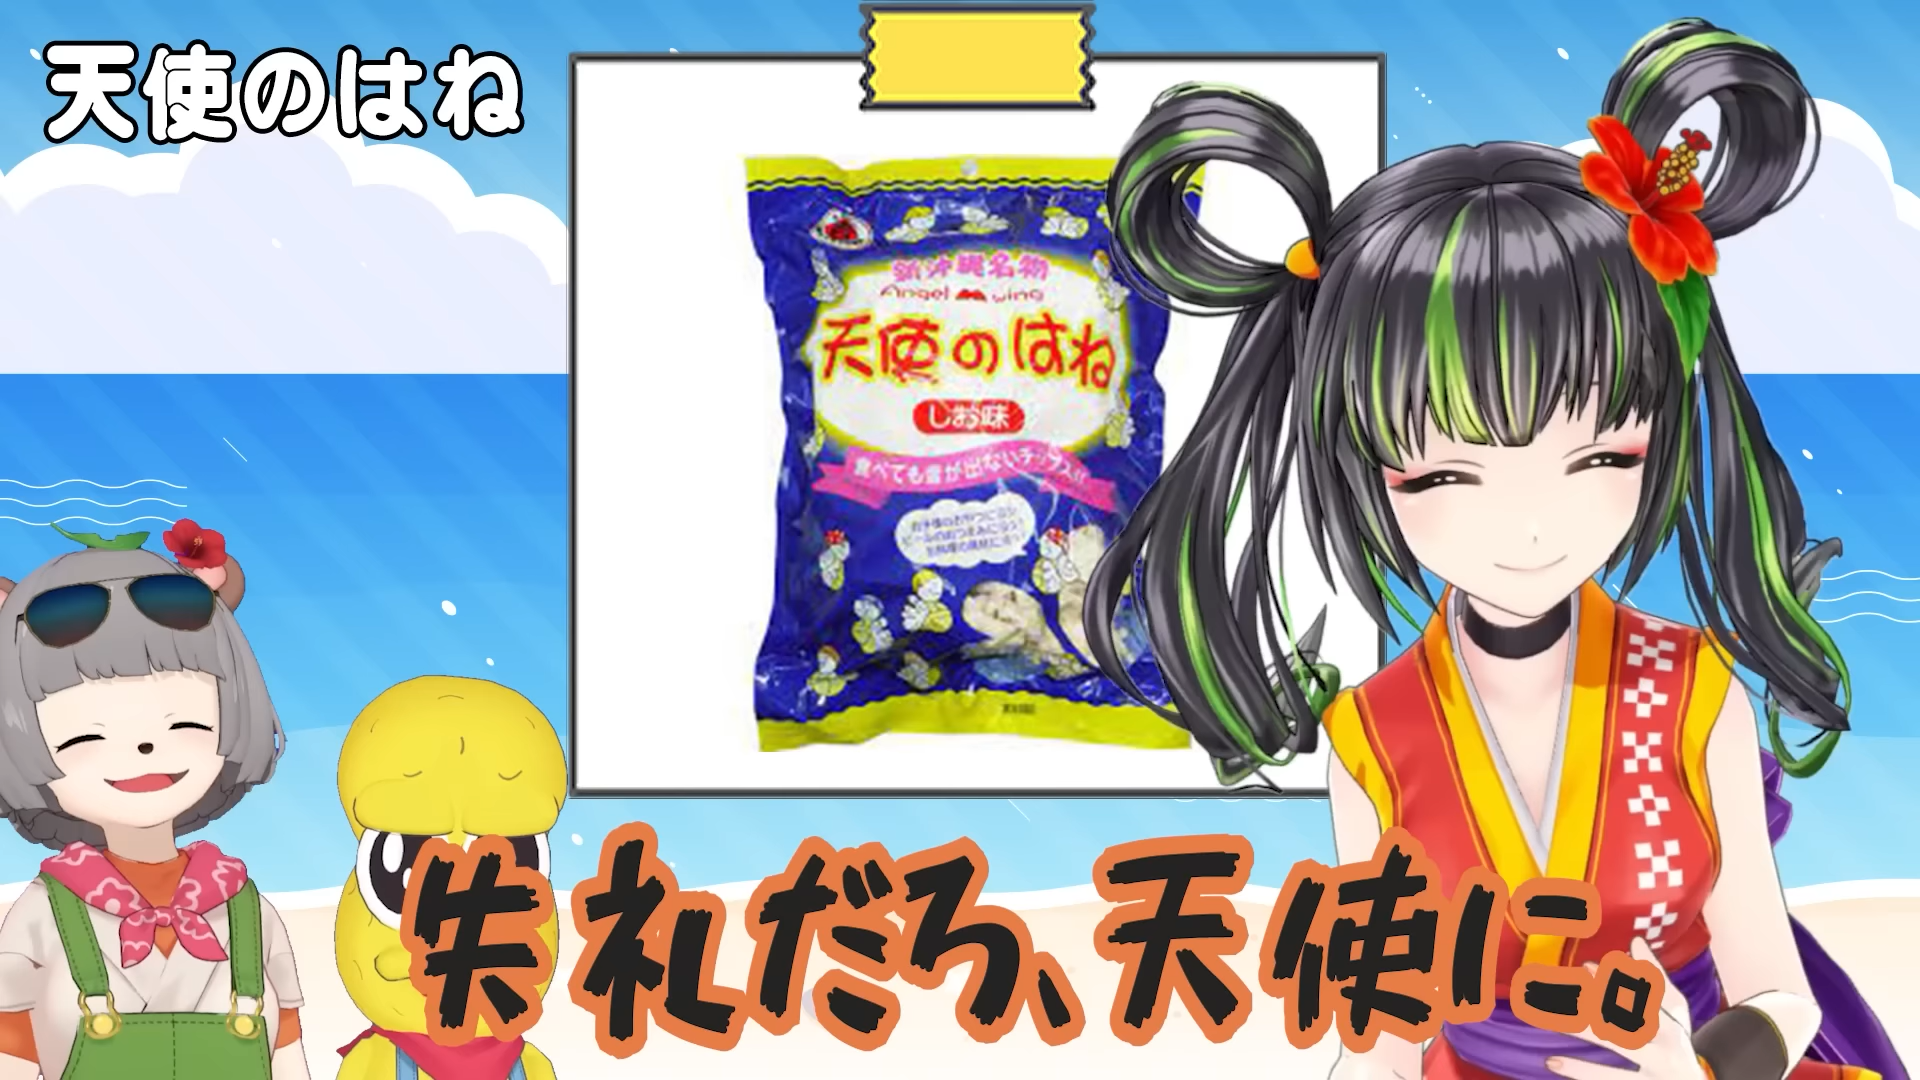 天使のはね
新沖縄名物
Angel wing
天使のはね
しお味
食べても音が出ないチップス!!
失礼だろ、天使に。